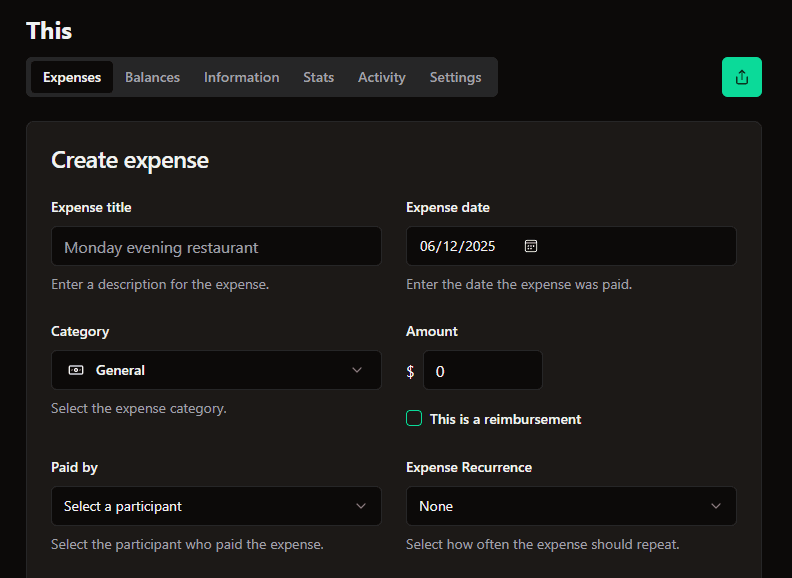 This
Expenses Balances Information Stats Activity Settings
Create expense
Expense title Expense date
Monday evening restaurant 06/12/2025
Enter a description for the expense. Enter the date the expense was paid.
Category Amount
General $ 0
Select the expense category.
This is a reimbursement
Paid by Expense Recurrence
Select a participant None
Select the participant who paid the expense. Select how often the expense should repeat.